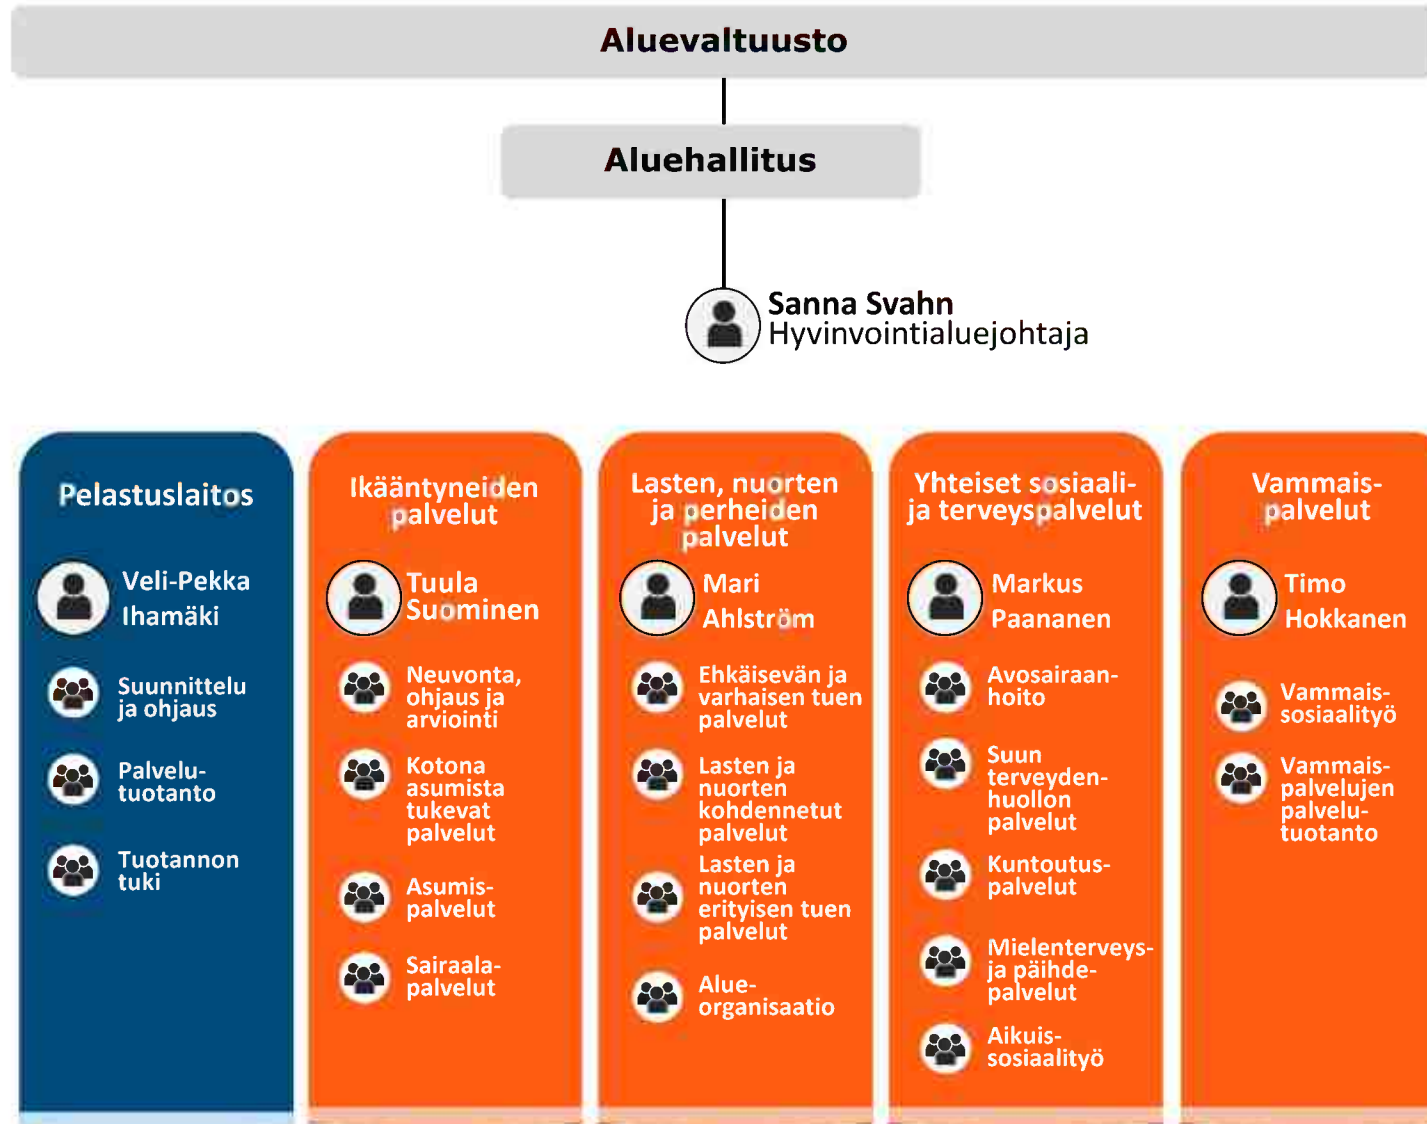 Aluevaltuusto
Aluehallitus
Sanna Svahn
Hyvinvointialuejohtaja
Pelastuslaitos
Veli-Pekka
Ihamäki
Suunnittelu
ja ohjaus
Palvelu-
tuotanto
Tuotannon
tuki
Ikääntyneiden
palvelut
Tuula
Suominen
Neuvonta,
ohjaus ja
arviointi
Kotona
asumista
tukevat
palvelut
Asumis-
palvelut
Sairaala-
palvelut
Lasten, nuorten
ja perheiden
palvelut
Mari
Ahlström
Ehkäisevän ja
varhaisen tuen
palvelut
Lasten ja
nuorten
kohdennetut
palvelut
Lasten ja
nuorten
erityisen tuen
palvelut
Alue-
organisaatio
Yhteiset sosiaali-
ja terveyspalvelut
Markus
Paananen
Avosairaan-
hoito
Suun
terveyden-
huollon
palvelut
Kuntoutus-
palvelut
Mielenterveys-
ja päihde-
palvelut
Aikuis-
sosiaalityö
Vammais-
palvelut
Timo
Hokkanen
Vammais-
sosiaalityö
Vammais-
palvelujen
palvelu-
tuotanto